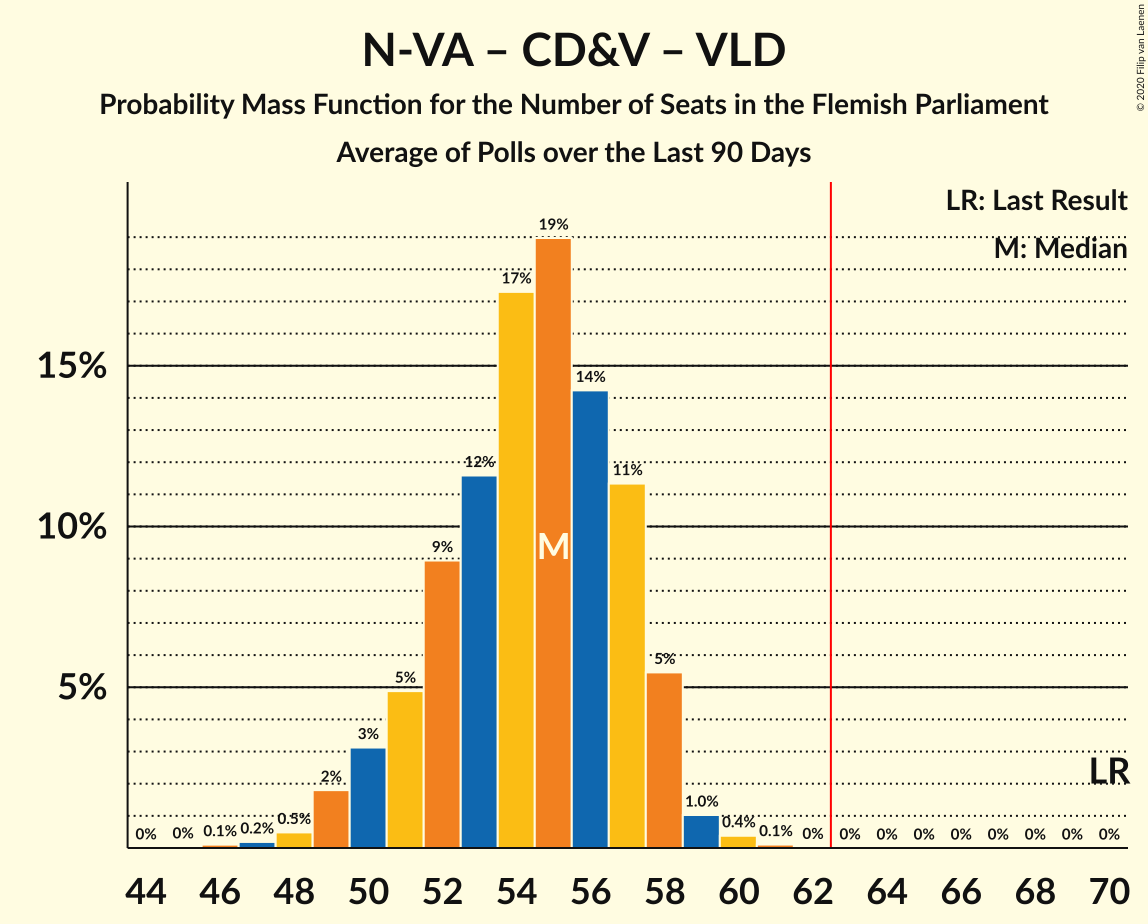 N-VA – CD&V – VLD
Probability Mass Function for the Number of Seats in the Flemish Parliament
Average of Polls over the Last 90 Days
© 2020 Filip van Laenen
LR: Last Result
M: Median
15%
10%
5%
0% 0% 0.1% 0.2% 0.5% 2% 3% 5% 9% 12% 17% 19% 14% 11% 5% 1.0% 0.4% 0.1% 0% 0% 0% 0% 0% 0% 0% 0% 0%
M
LR
44 46 48 50 52 54 56 58 60 62 64 66 68 70